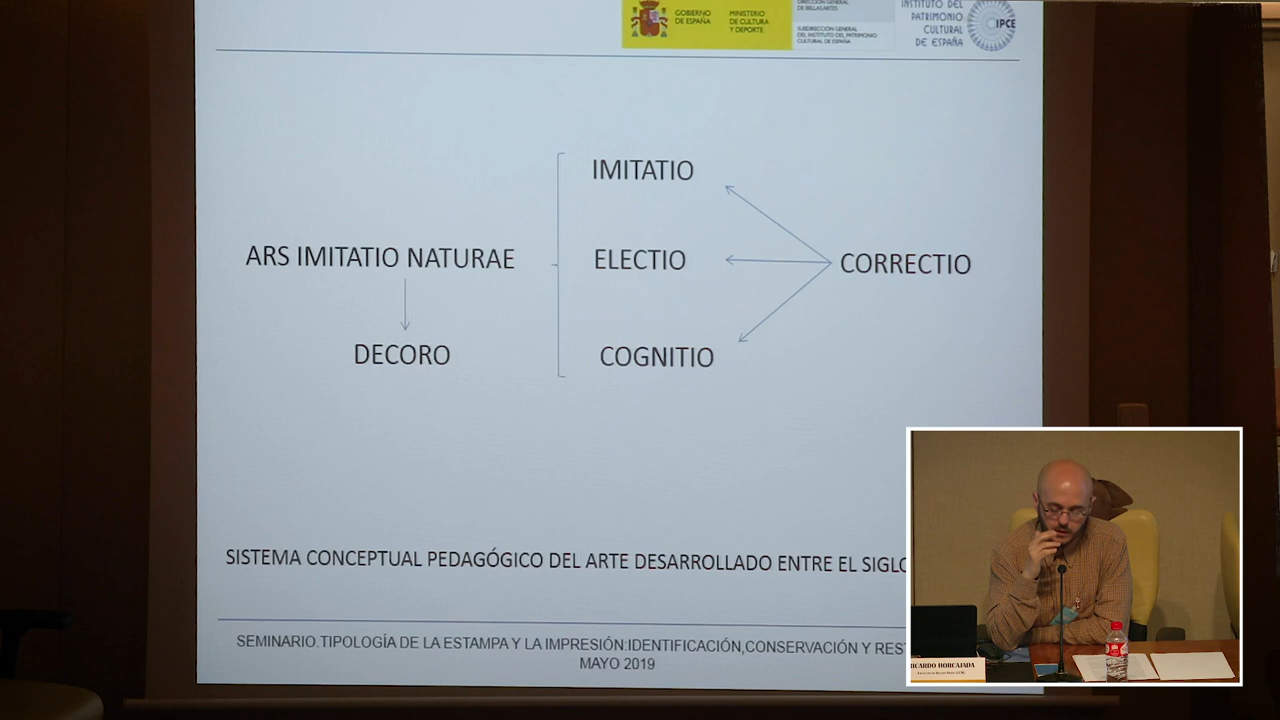 GOBIERNO
DE ESPAÑA
MINISTERIO
DE CULTURA
Y DEPORTE
DIRECCIÓN GENERAL
DE BELLAS ARTES
SUBDIRECCIÓN GENERAL
DEL INSTITUTO DEL PATRIMONIO
CULTURAL DE ESPAÑA
INSTITUTO DEL
PATRIMONIO
CULTURAL
DE ESPAÑA
IPCE
IMITATIO
ARS IMITATIO NATURAE
ELECTIO
CORRECTIO
DECORO
COGNITIO
SISTEMA CONCEPTUAL PEDAGÓGICO DEL ARTE DESARROLLADO ENTRE EL SIGLO
SEMINARIO.TIPOLOGÍA DE LA ESTAMPA Y LA IMPRESIÓN:IDENTIFICACIÓN,CONSERVACIÓN Y REST
MAYO 2019
RICARDO HORCAJADA